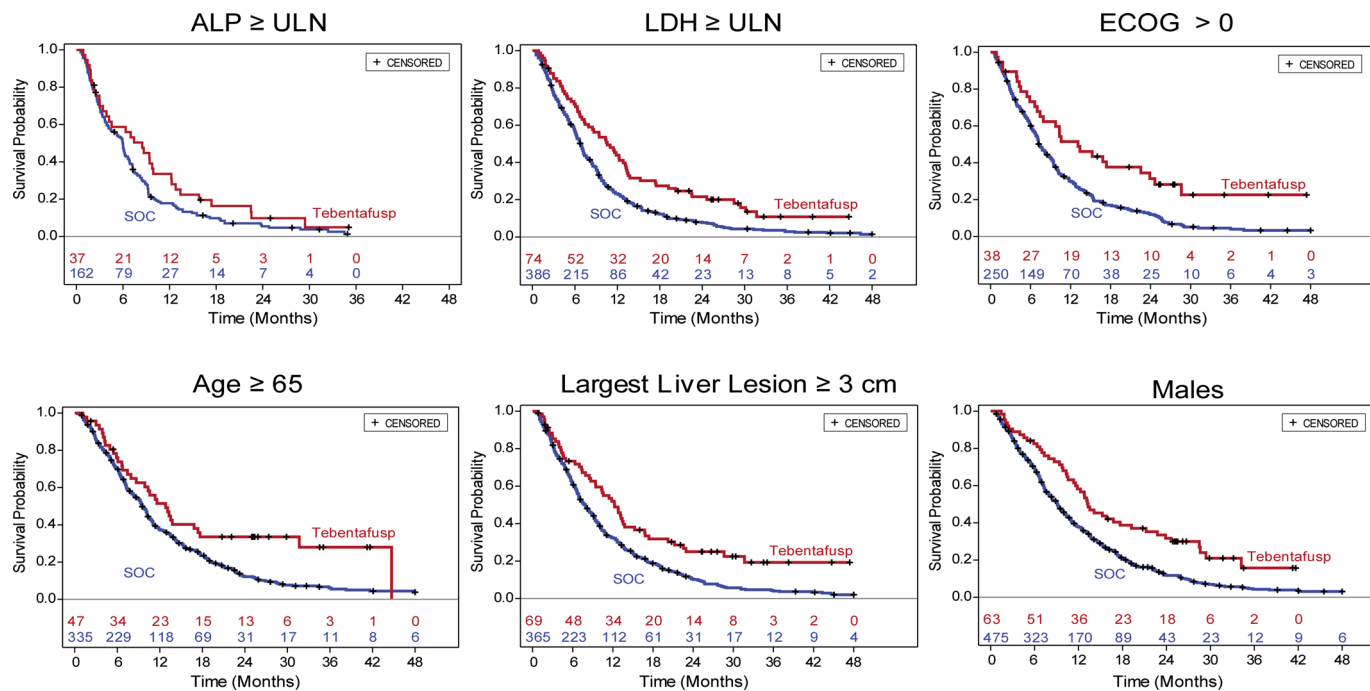 ALP ≥ ULN
Survival Probability
1.0
0.8
0.6
0.4
0.2
0.0
+ CENSORED
SOC
Tebentafusp
37 21 12 5 3 1 0
162 79 27 14 7 4 0
0 6 12 18 24 30 36 42 48
Time (Months)
LDH ≥ ULN
Survival Probability
1.0
0.8
0.6
0.4
0.2
0.0
+ CENSORED
Tebentafusp
SOC
74 52 32 20 14 7 2 1 0
386 215 86 42 23 13 8 5 2
0 6 12 18 24 30 36 42 48
Time (Months)
ECOG > 0
Survival Probability
1.0
0.8
0.6
0.4
0.2
0.0
+ CENSORED
Tebentafusp
SOC
38 27 19 13 10 4 2 1 0
250 149 70 38 25 10 6 4 3
0 6 12 18 24 30 36 42 48
Time (Months)
Age ≥ 65
Survival Probability
1.0
0.8
0.6
0.4
0.2
0.0
+ CENSORED
Tebentafusp
SOC
47 34 23 15 13 6 3 1 0
335 229 118 69 31 17 11 8 6
0 6 12 18 24 30 36 42 48
Time (Months)
Largest Liver Lesion ≥ 3 cm
Survival Probability
1.0
0.8
0.6
0.4
0.2
0.0
+ CENSORED
Tebentafusp
SOC
69 48 34 20 14 8 3 2 0
365 223 112 61 31 17 12 9 4
0 6 12 18 24 30 36 42 48
Time (Months)
Males
Survival Probability
1.0
0.8
0.6
0.4
0.2
0.0
+ CENSORED
Tebentafusp
SOC
63 51 36 23 18 6 2 0
475 323 170 89 43 23 12 9 6
0 6 12 18 24 30 36 42 48
Time (Months)